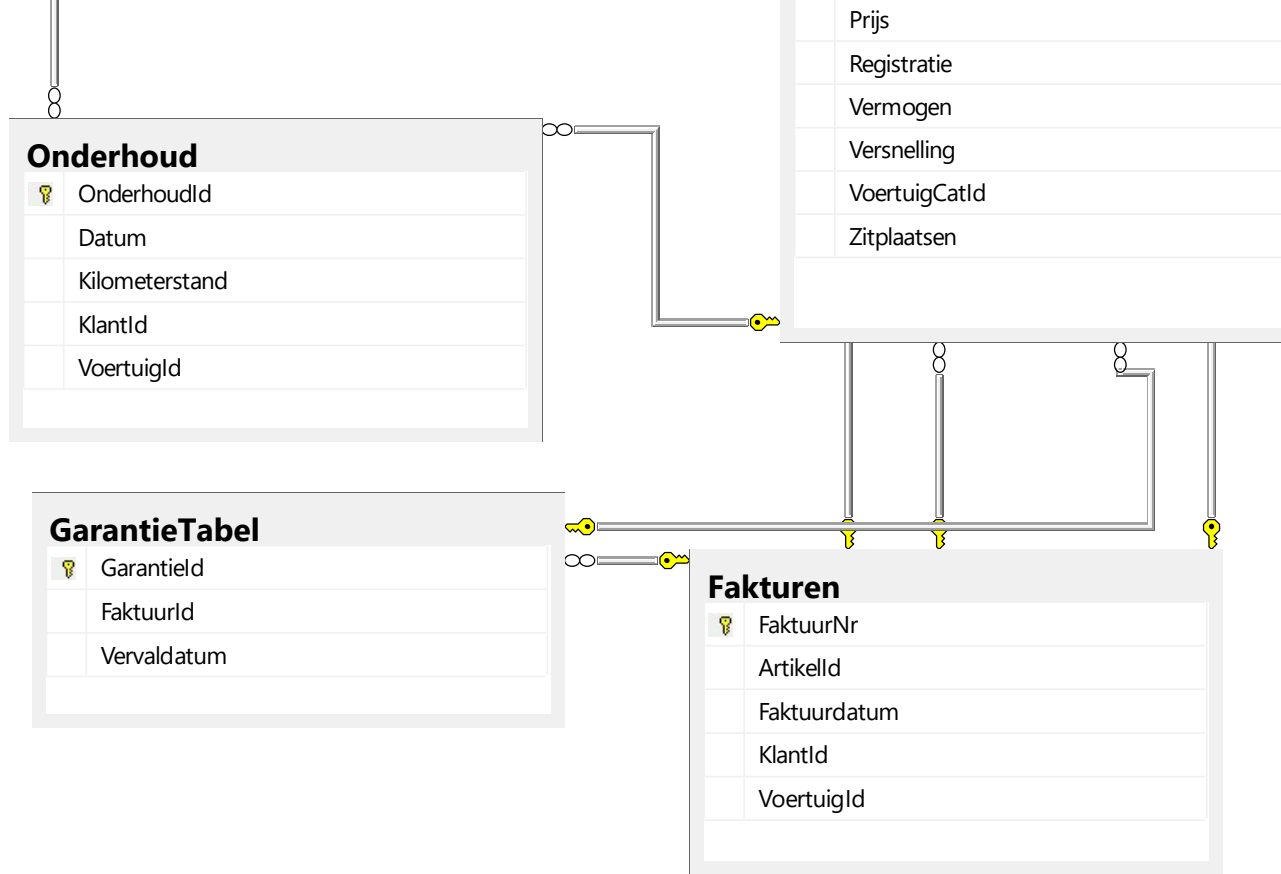 Prijs
Registratie
Vermogen
Versnelling
VoertuigCatId
Zitplaatsen
Onderhoud
OnderhoudId
Datum
Kilometerstand
KlantId
VoertuigId
GarantieTabel
GarantieId
FaktuurId
Vervaldatum
Fakturen
FaktuurNr
ArtikelId
Faktuurdatum
KlantId
VoertuigId